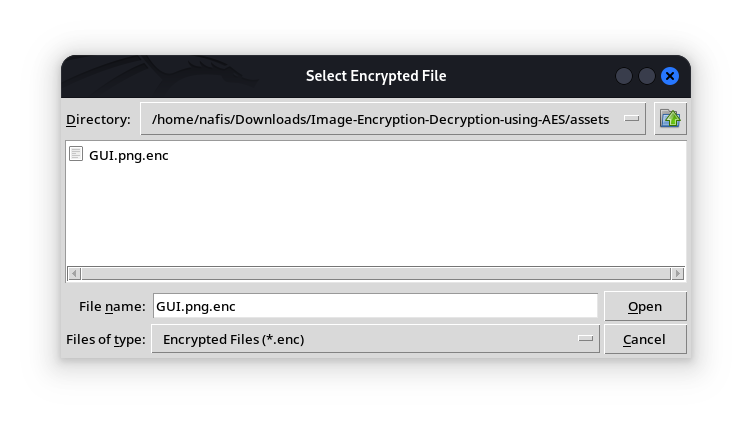 Select Encrypted File
Directory: /home/nafis/Downloads/Image-Encryption-Decryption-using-AES/assets
GUI.png.enc
File name: GUI.png.enc Open
Files of type: Encrypted Files (*.enc) Cancel